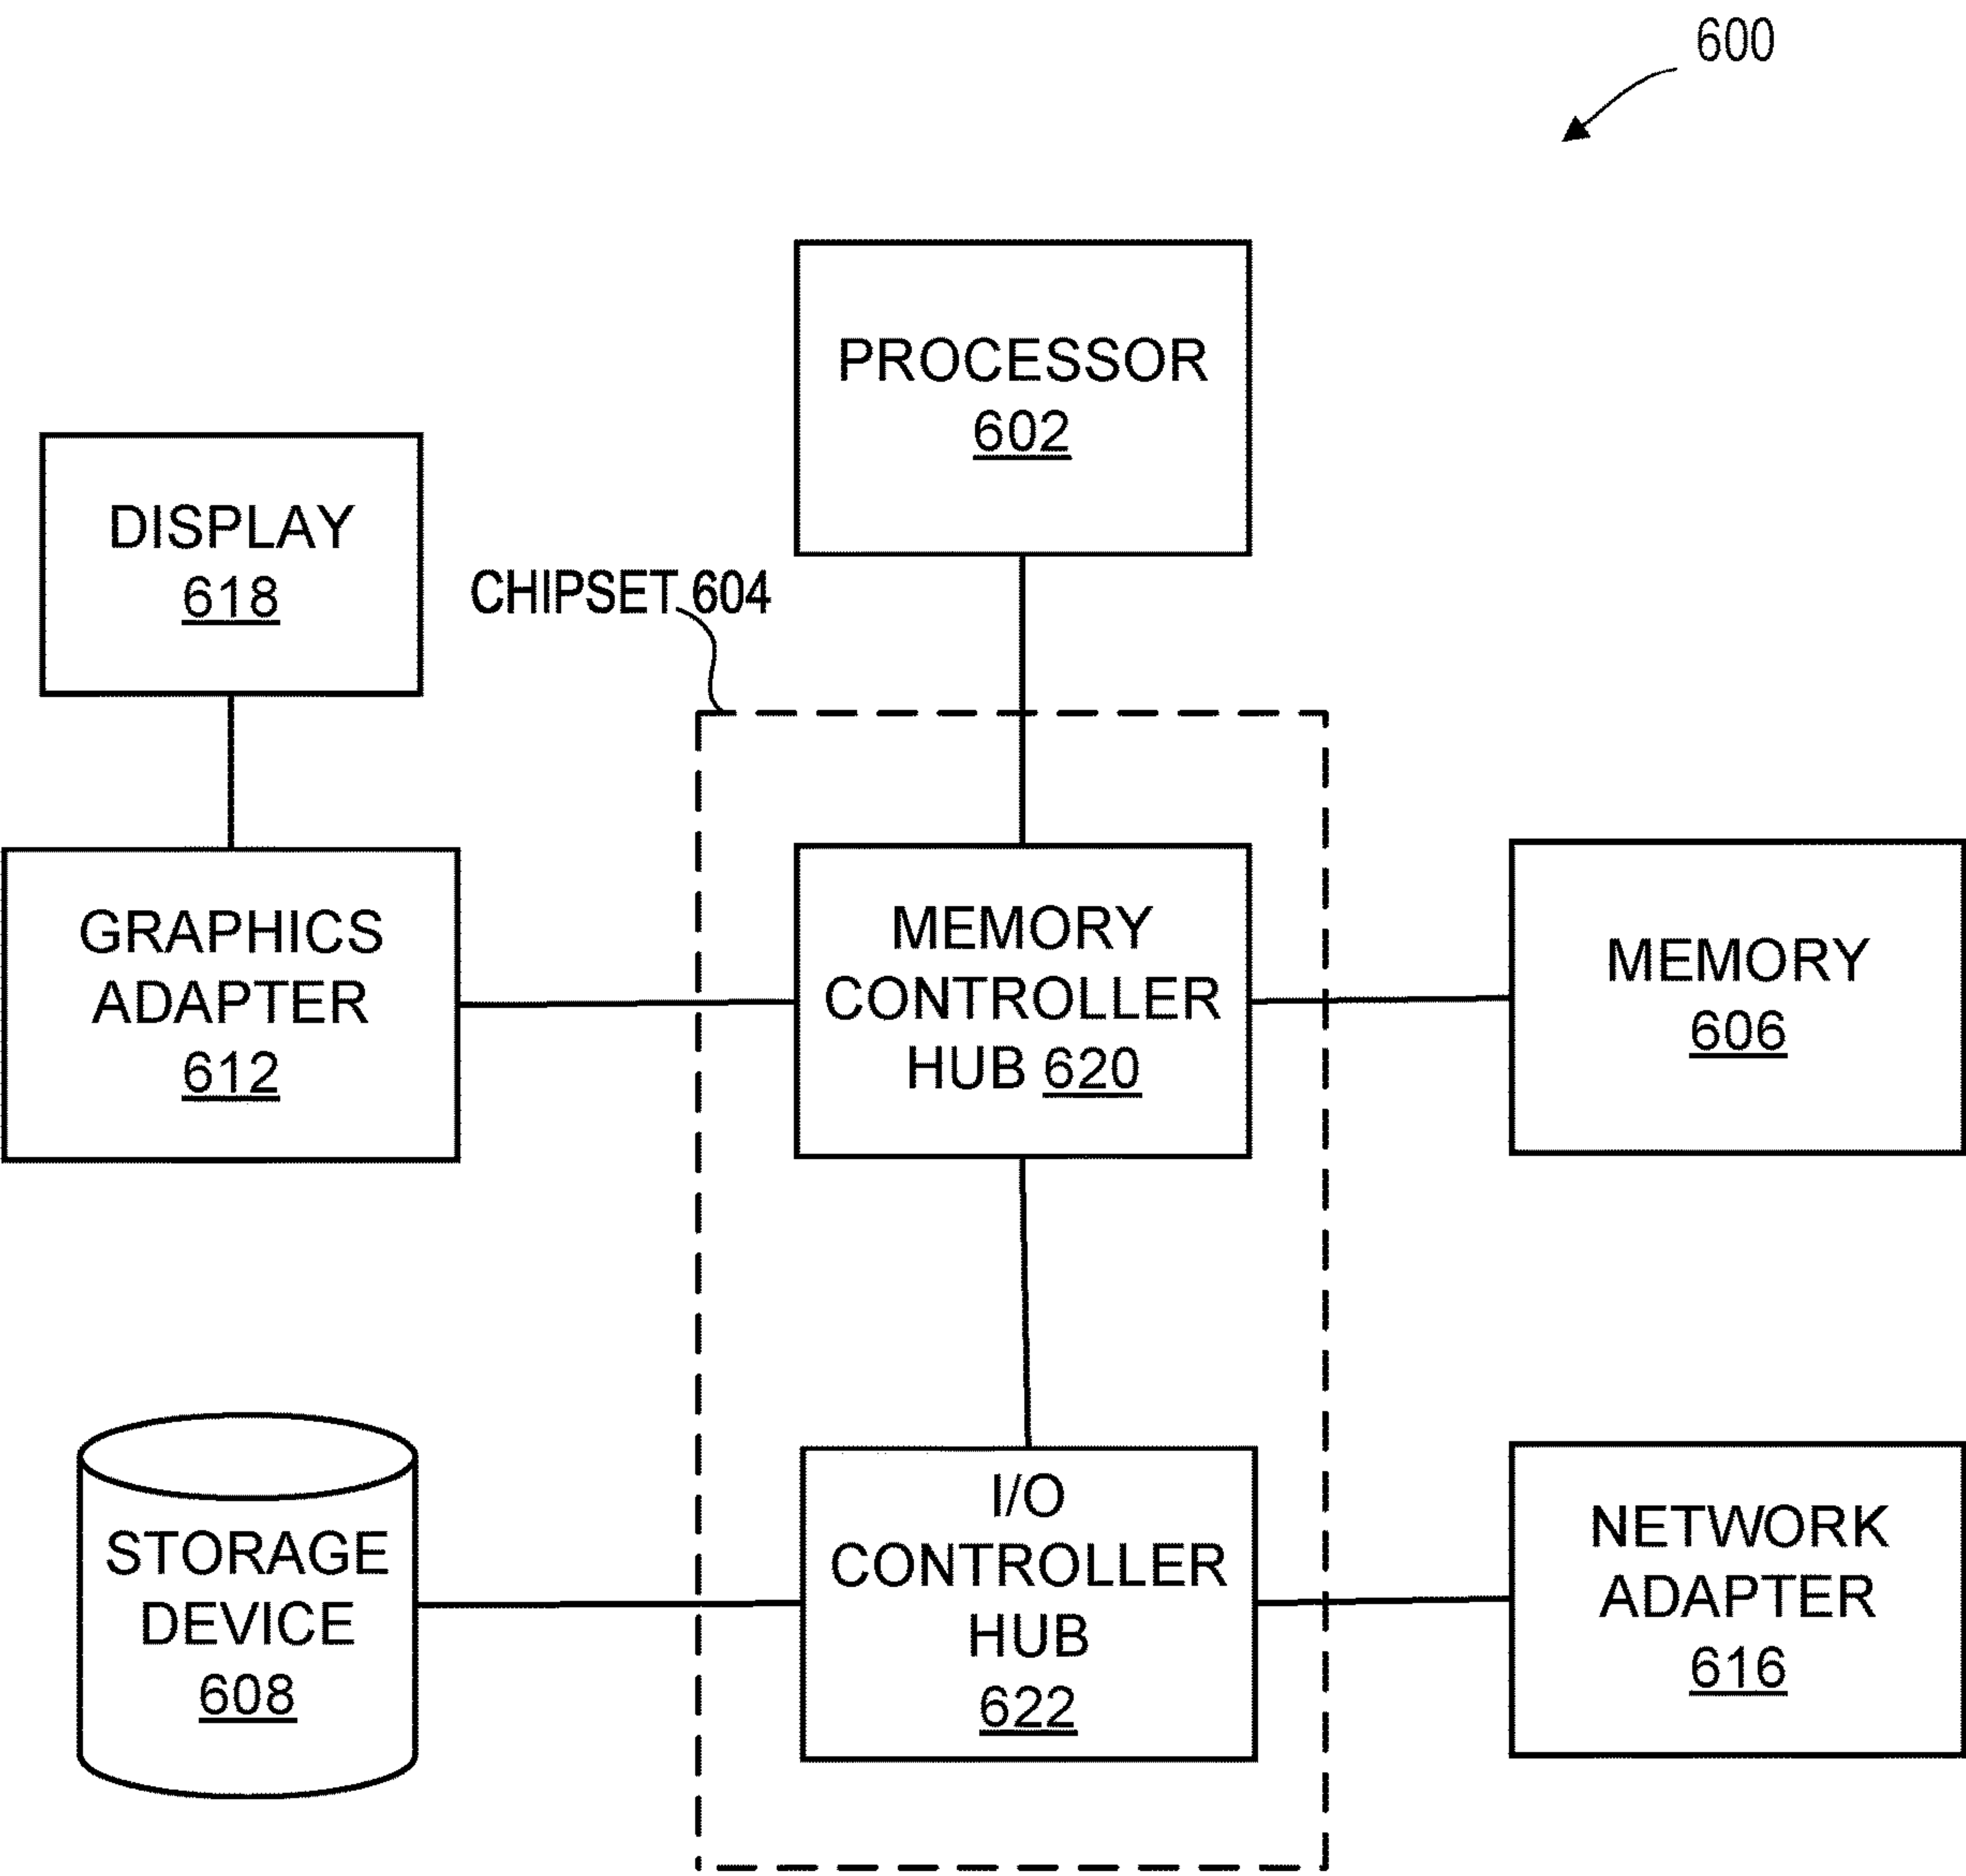 600
PROCESSOR
602
DISPLAY
618
CHIPSET 604
GRAPHICS
ADAPTER
612
MEMORY
CONTROLLER
HUB 620
MEMORY
606
STORAGE
DEVICE
608
I/O
CONTROLLER
HUB
622
NETWORK
ADAPTER
616